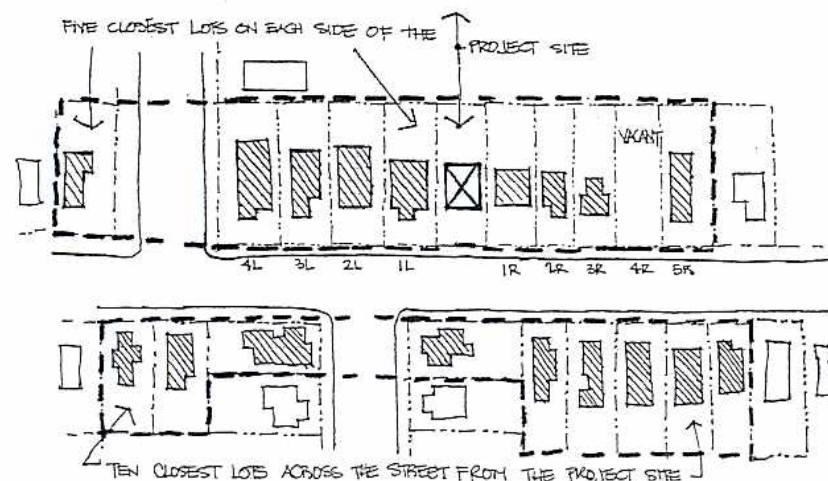 FIVE CLOSEST LOTS ON EACH SIDE OF THE PROJECT SITE
VACANT
4L 3L 2L 1L 1R 2R 3R 4R 5R
TEN CLOSEST LOTS ACROSS THE STREET FROM THE PROJECT SITE